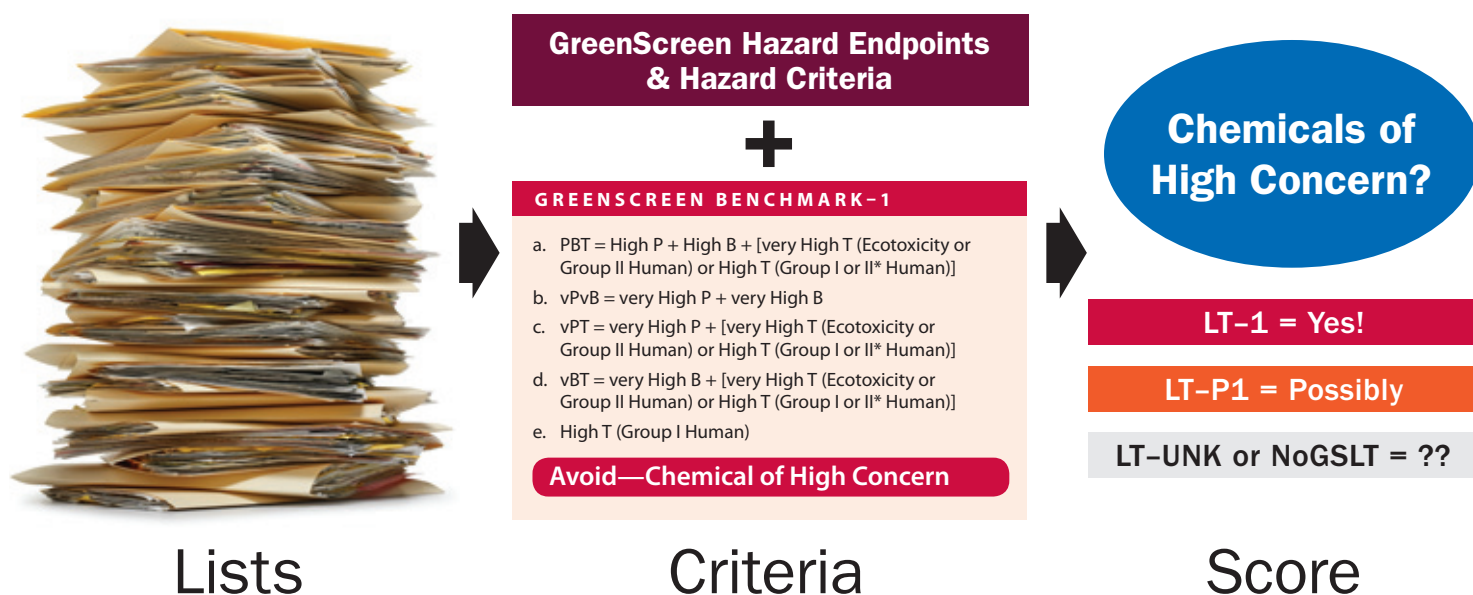 GreenScreen Hazard Endpoints
& Hazard Criteria
+
GREENSCREEN BENCHMARK–1
a. PBT = High P + High B + [very High T (Ecotoxicity or
Group II Human) or High T (Group I or II* Human)]
b. vPvB = very High P + very High B
c. vPT = very High P + [very High T (Ecotoxicity or
Group II Human) or High T (Group I or II* Human)]
d. vBT = very High B + [very High T (Ecotoxicity or
Group II Human) or High T (Group I or II* Human)]
e. High T (Group I Human)
Avoid—Chemical of High Concern
Chemicals of
High Concern?
LT–1 = Yes!
LT–P1 = Possibly
LT–UNK or NoGSLT = ??
Lists
Criteria
Score